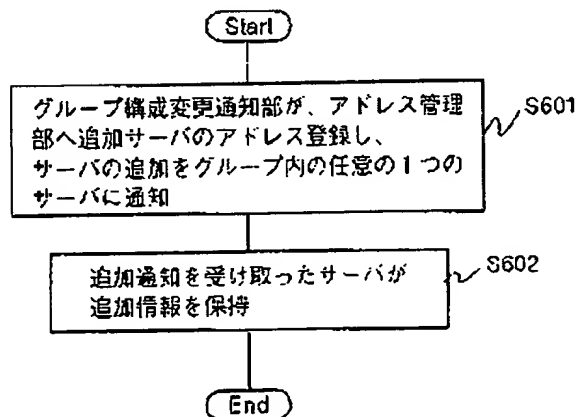 Start
グループ構成変更通知部が、アドレス管理
部へ追加サーバのアドレス登録し、
サーバの追加をグループ内の任意の1つの
サーバに通知
S601
追加通知を受け取ったサーバが
追加情報を保持
S602
End